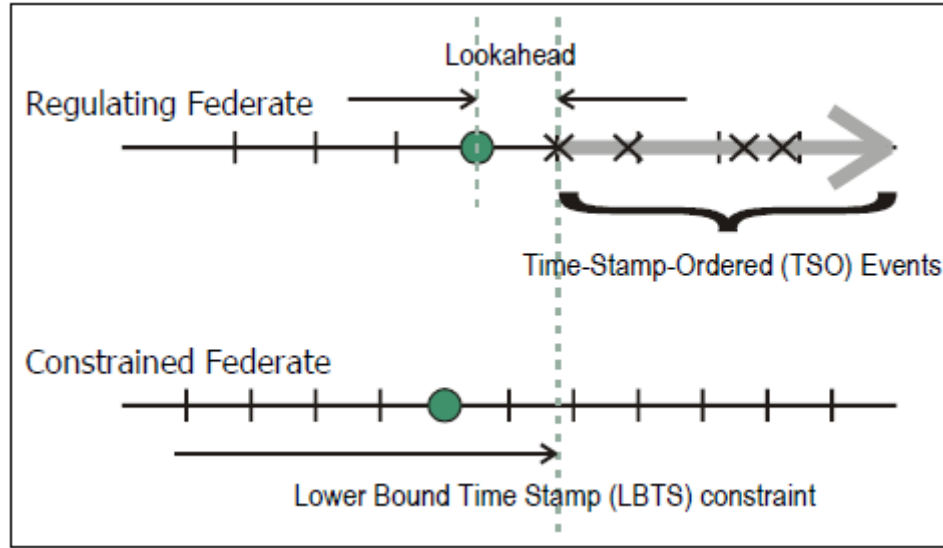 Lookahead
Regulating Federate
Time-Stamp-Ordered (TSO) Events
Constrained Federate
Lower Bound Time Stamp (LBTS) constraint